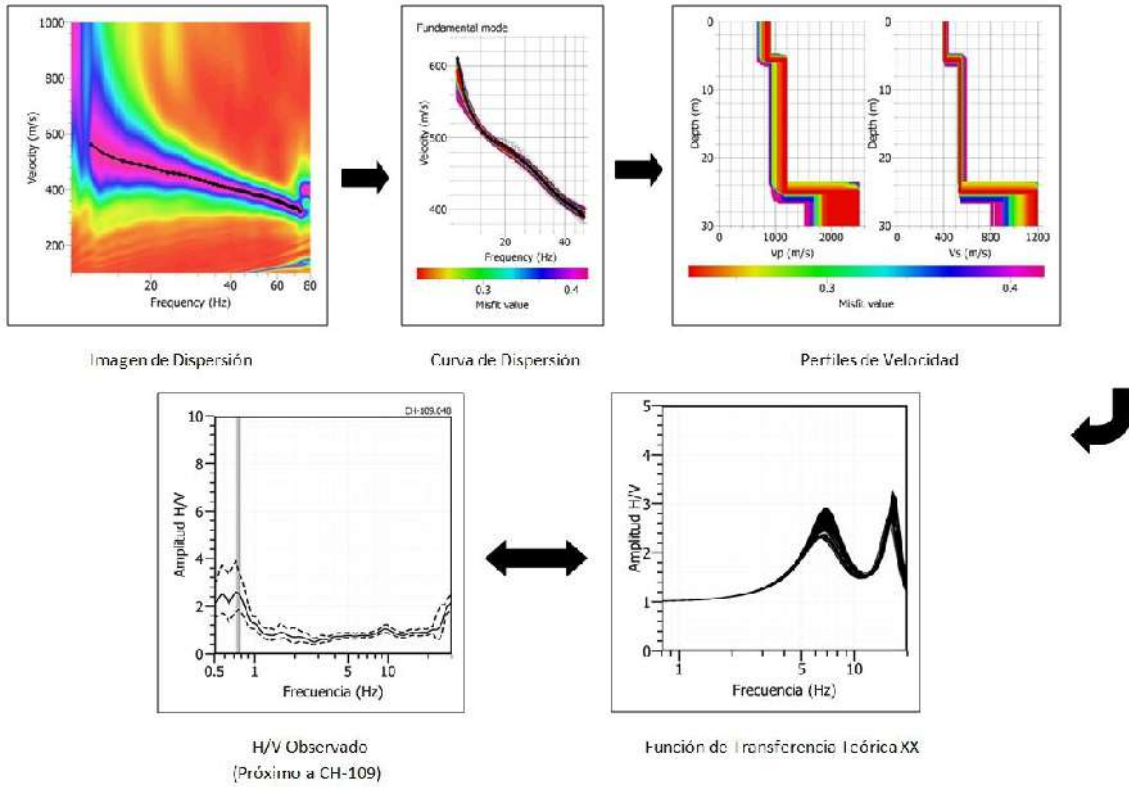 1000
800
600
400
200
Velocity (m/s)
20
40
60
80
Frequency (Hz)
Imagen de Dispersión
Fundamental mode
600
500
400
Velocity (m/s)
20
40
Frequency (Hz)
0.3
0.4
Misfit value
Curva de Dispersión
0
10
20
30
Depth (m)
0
1000
2000
Vp (m/s)
0
10
20
30
Depth (m)
0
400
800
1200
Vs (m/s)
0.3
0.4
Misfit value
Perfiles de Velocidad
10
8
6
4
2
0
Amplitud H/V
0.5
1
5
10
Frecuencia (Hz)
H/V Observado
(Próximo a CH-109)
5
4
3
2
1
0
Amplitud H/V
1
5
10
Frecuencia (Hz)
Función de Transferencia Teórica XX